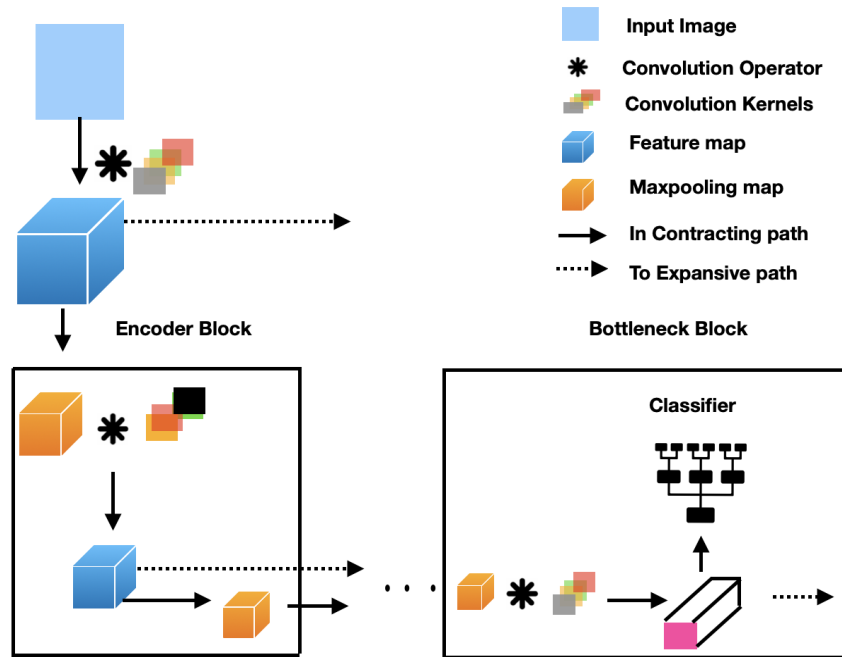 Input Image
Convolution Operator
Convolution Kernels
Feature map
Maxpooling map
In Contracting path
To Expansive path
Encoder Block
Bottleneck Block
Classifier